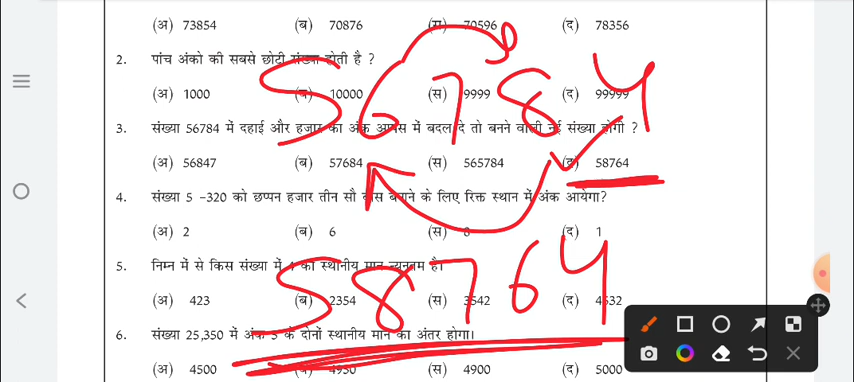 (अ) 73854 (ब) 70876 (स) 70596 (द) 78356
2. पांच अंको की सबसे छोटी संख्या होती है ?
(अ) 1000 (ब) 10000 (स) 9999 (द) 99999
56784
3. संख्या 56784 में दहाई और हजार का अंक आपस में बदल दे तो बनने वाली नई संख्या होगी ?
(अ) 56847 (ब) 57684 (स) 565784 (द) 58764
4. संख्या 5 -320 को छप्पन हजार तीन सौ बीस बनाने के लिए रिक्त स्थान में अंक आयेगा?
(अ) 2 (ब) 6 (स) 8 (द) 1
5. निम्न में से किस संख्या में 4 का स्थानीय मान न्यूनतम है।
(अ) 423 (ब) 2354 (स) 3542 (द) 4532
58764
6. संख्या 25,350 में अंक 5 के दोनों स्थानीय मान का अंतर होगा।
(अ) 4500 (ब) 4950 (स) 4900 (द) 5000